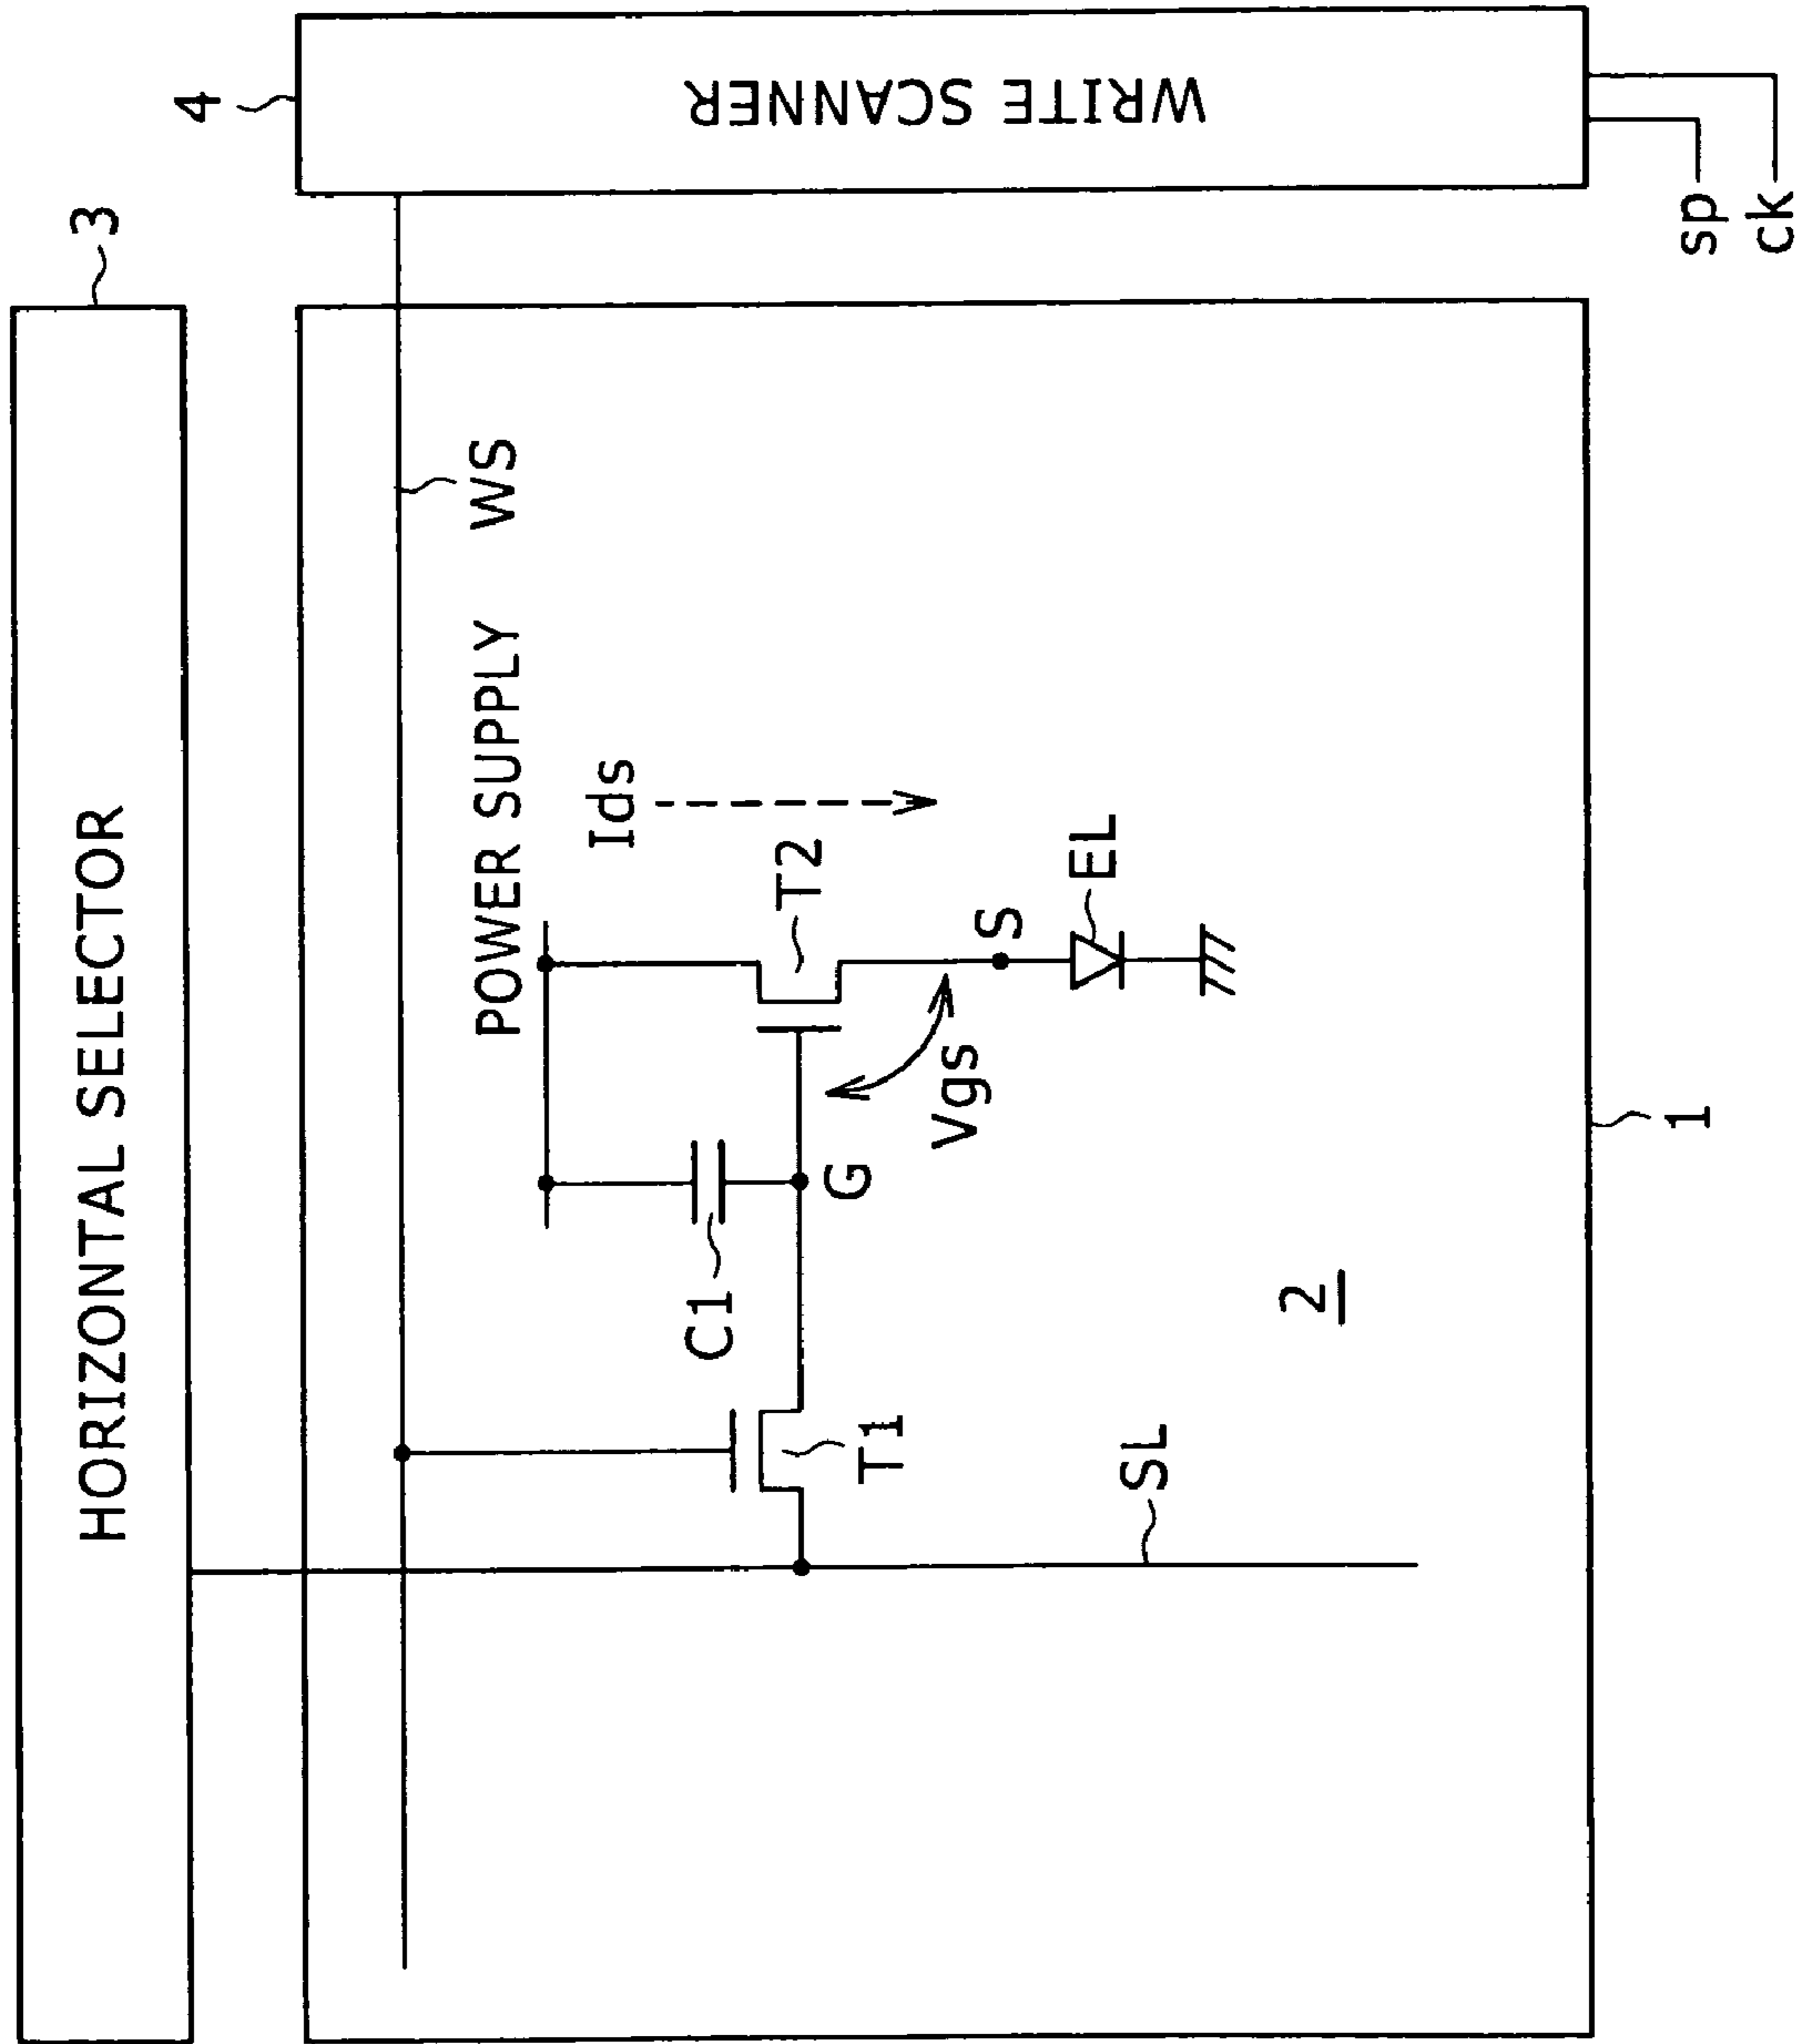 HORIZONTAL SELECTOR
3
4
WRITE SCANNER
WS
POWER SUPPLY
Ids
C1
T2
G
Vgs
S
T1
EL
SL
2
1
sp
ck